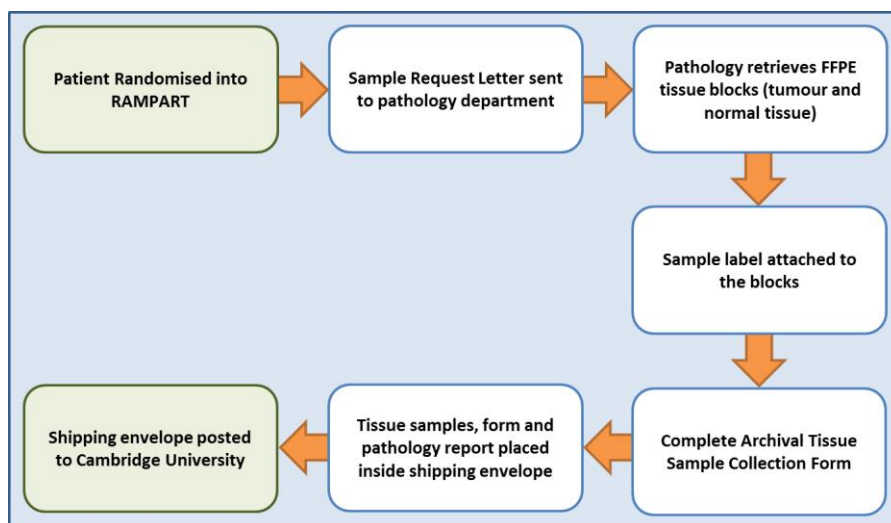 Patient Randomised into
RAMPART
Sample Request Letter sent
to pathology department
Pathology retrieves FFPE
tissue blocks (tumour and
normal tissue)
Sample label attached to
the blocks
Complete Archival Tissue
Sample Collection Form
Tissue samples, form and
pathology report placed
inside shipping envelope
Shipping envelope posted
to Cambridge University